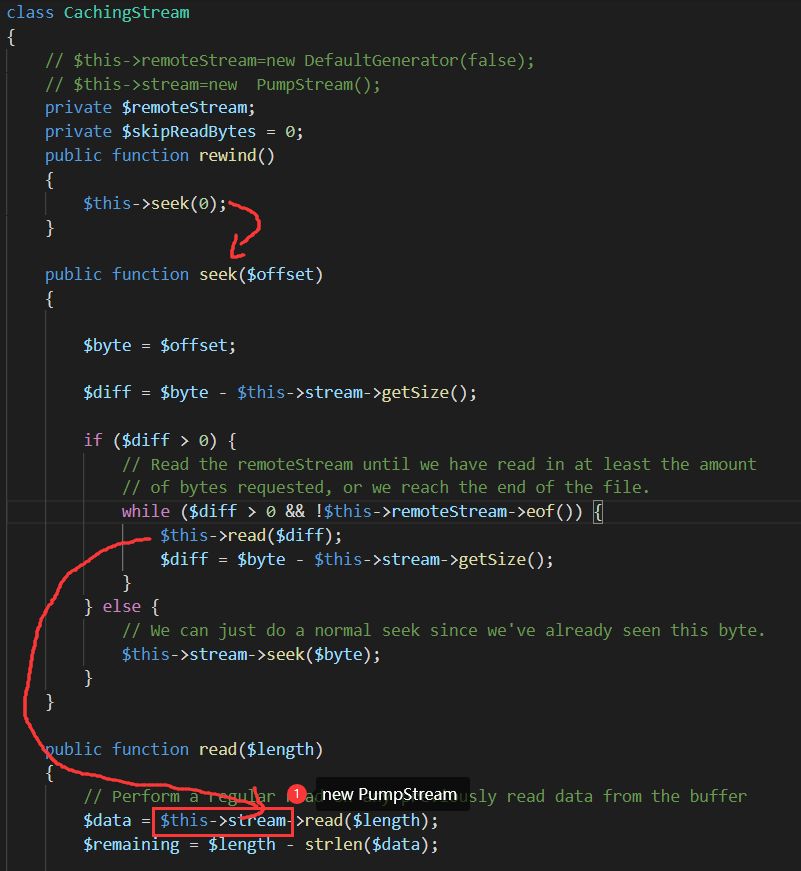 class CachingStream
{
    // $this->remoteStream=new DefaultGenerator(false);
    // $this->stream=new  PumpStream();
    private $remoteStream;
    private $skipReadBytes = 0;
    public function rewind()
    {
        $this->seek(0);
    }
    public function seek($offset)
    {
        $byte = $offset;
        $diff = $byte - $this->stream->getSize();
        if ($diff > 0) {
            // Read the remoteStream until we have read in at least the amount
            // of bytes requested, or we reach the end of the file.
            while ($diff > 0 && !$this->remoteStream->eof()) {
                $this->read($diff);
                $diff = $byte - $this->stream->getSize();
            }
        } else {
            // We can just do a normal seek since we've already seen this byte.
            $this->stream->seek($byte);
        }
    }
    public function read($length)
    {
1 new PumpStream
        // Perform a regular read previously read data from the buffer
        $data = $this->stream->read($length);
        $remaining = $length - strlen($data);